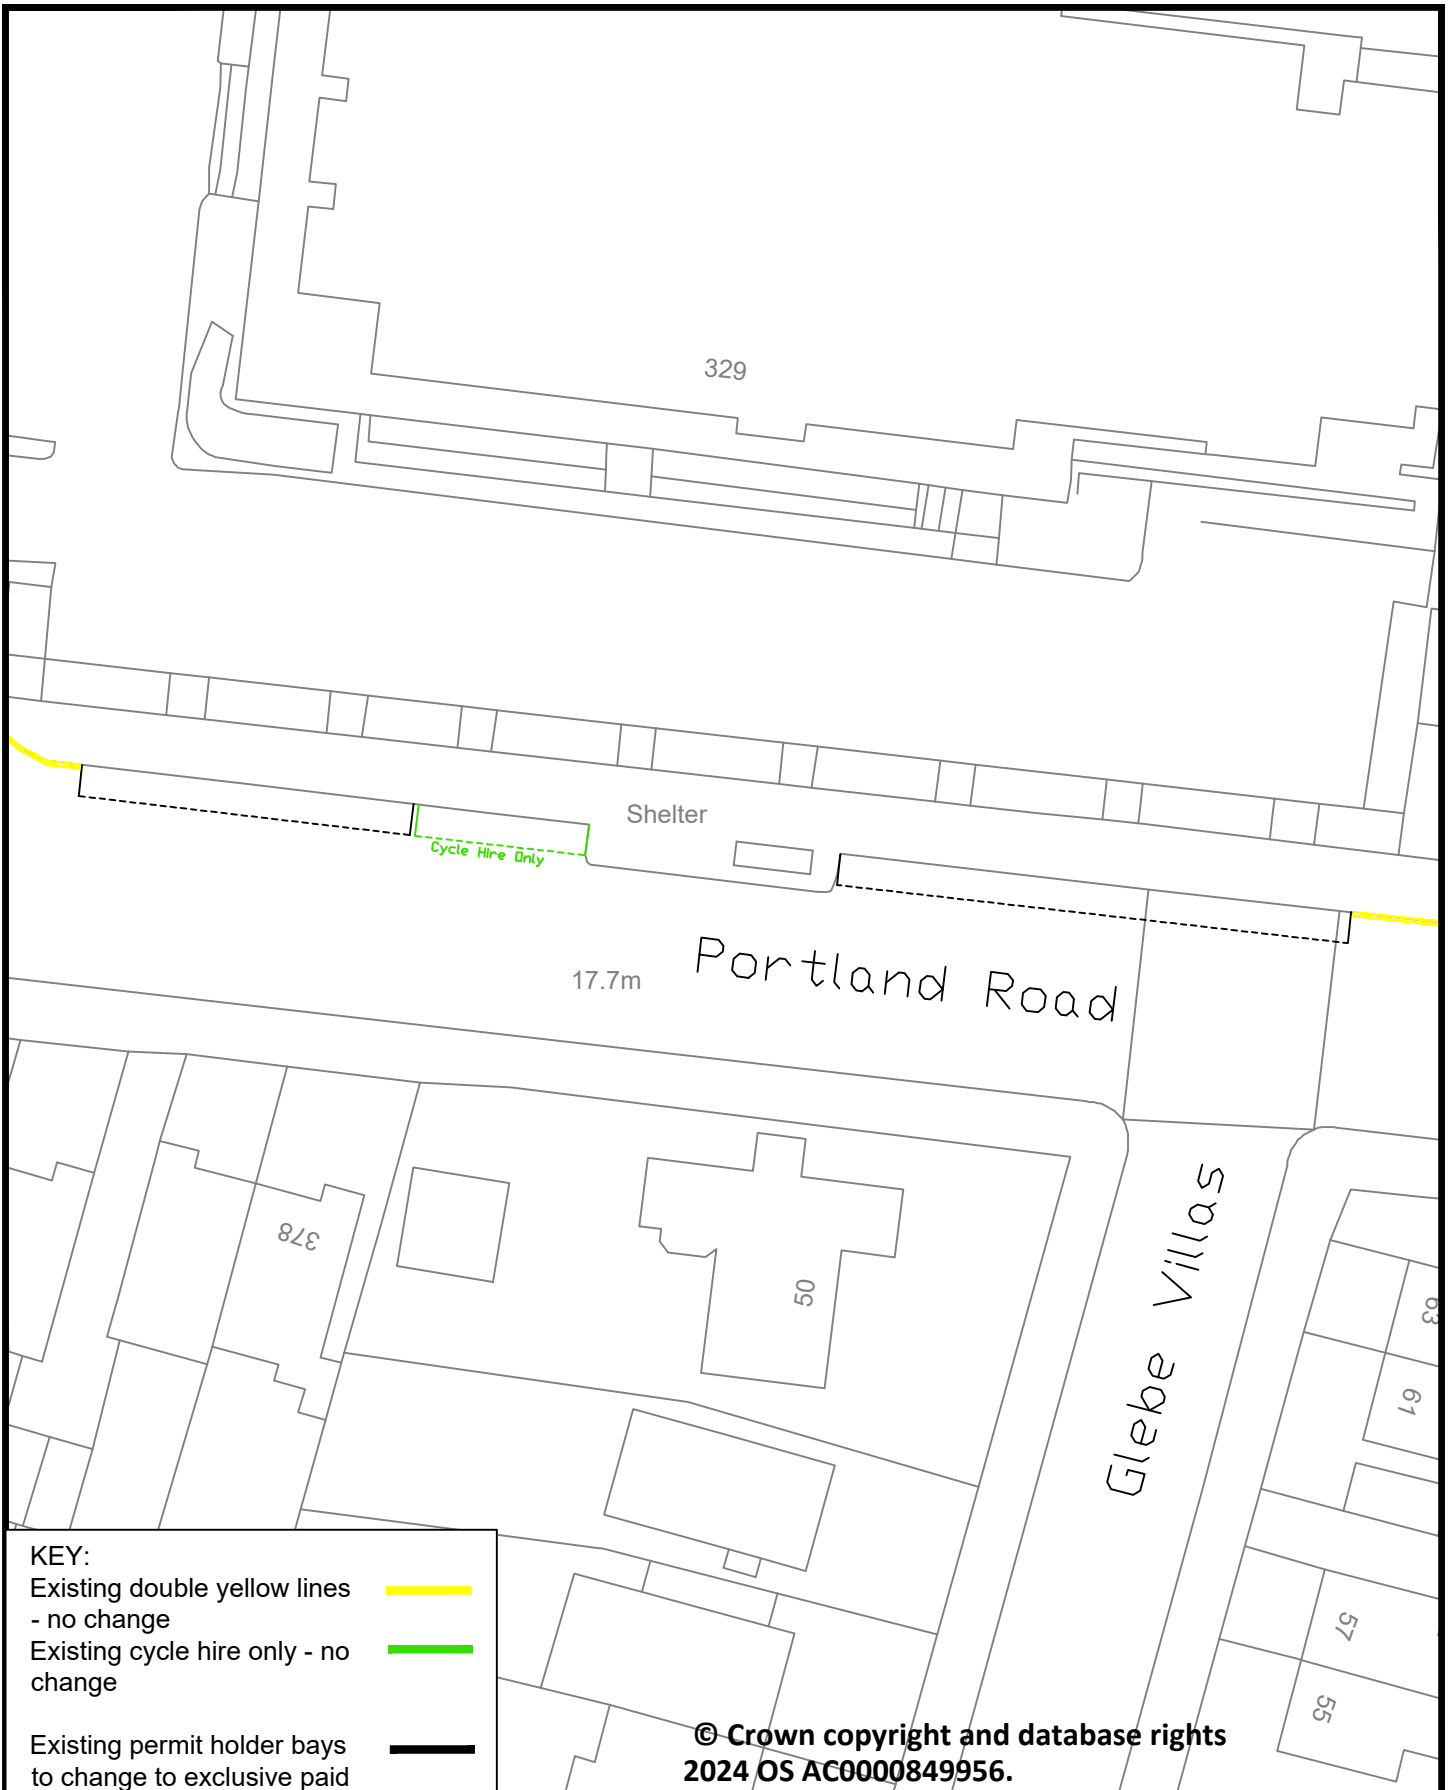 329
Shelter
Cycle Hire Only
Portland Road
17.7m
Glebe Villas
378
50
63
61
57
55
KEY:
Existing double yellow lines
- no change
Existing cycle hire only - no
change
Existing permit holder bays
to change to exclusive paid
© Crown copyright and database rights
2024 OS AC0000849956.